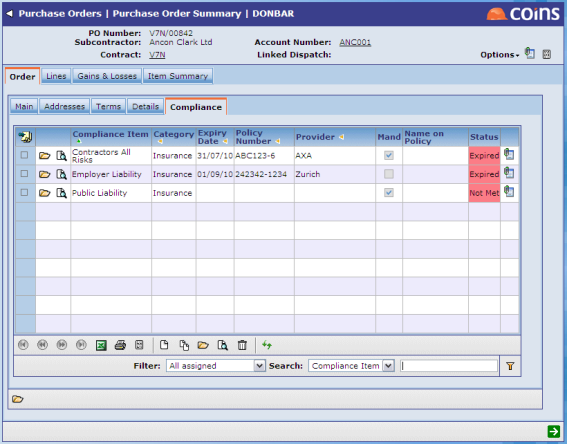 Purchase Orders | Purchase Order Summary | DONBAR
coins
PO Number: V7N/00842
Subcontractor: Ancon Clark Ltd Account Number: ANC001
Contract: V7N Linked Dispatch: Options
Order Lines Gains & Losses Item Summary
Main Addresses Terms Details Compliance
Compliance Item Category Expiry Date Policy Number Provider Mand Name on Policy Status
Contractors All Risks Insurance 31/07/10 ABC123-6 AXA Expired
Employer Liability Insurance 01/09/10 242342-1234 Zurich Expired
Public Liability Insurance Not Met
Filter: All assigned Search: Compliance Item